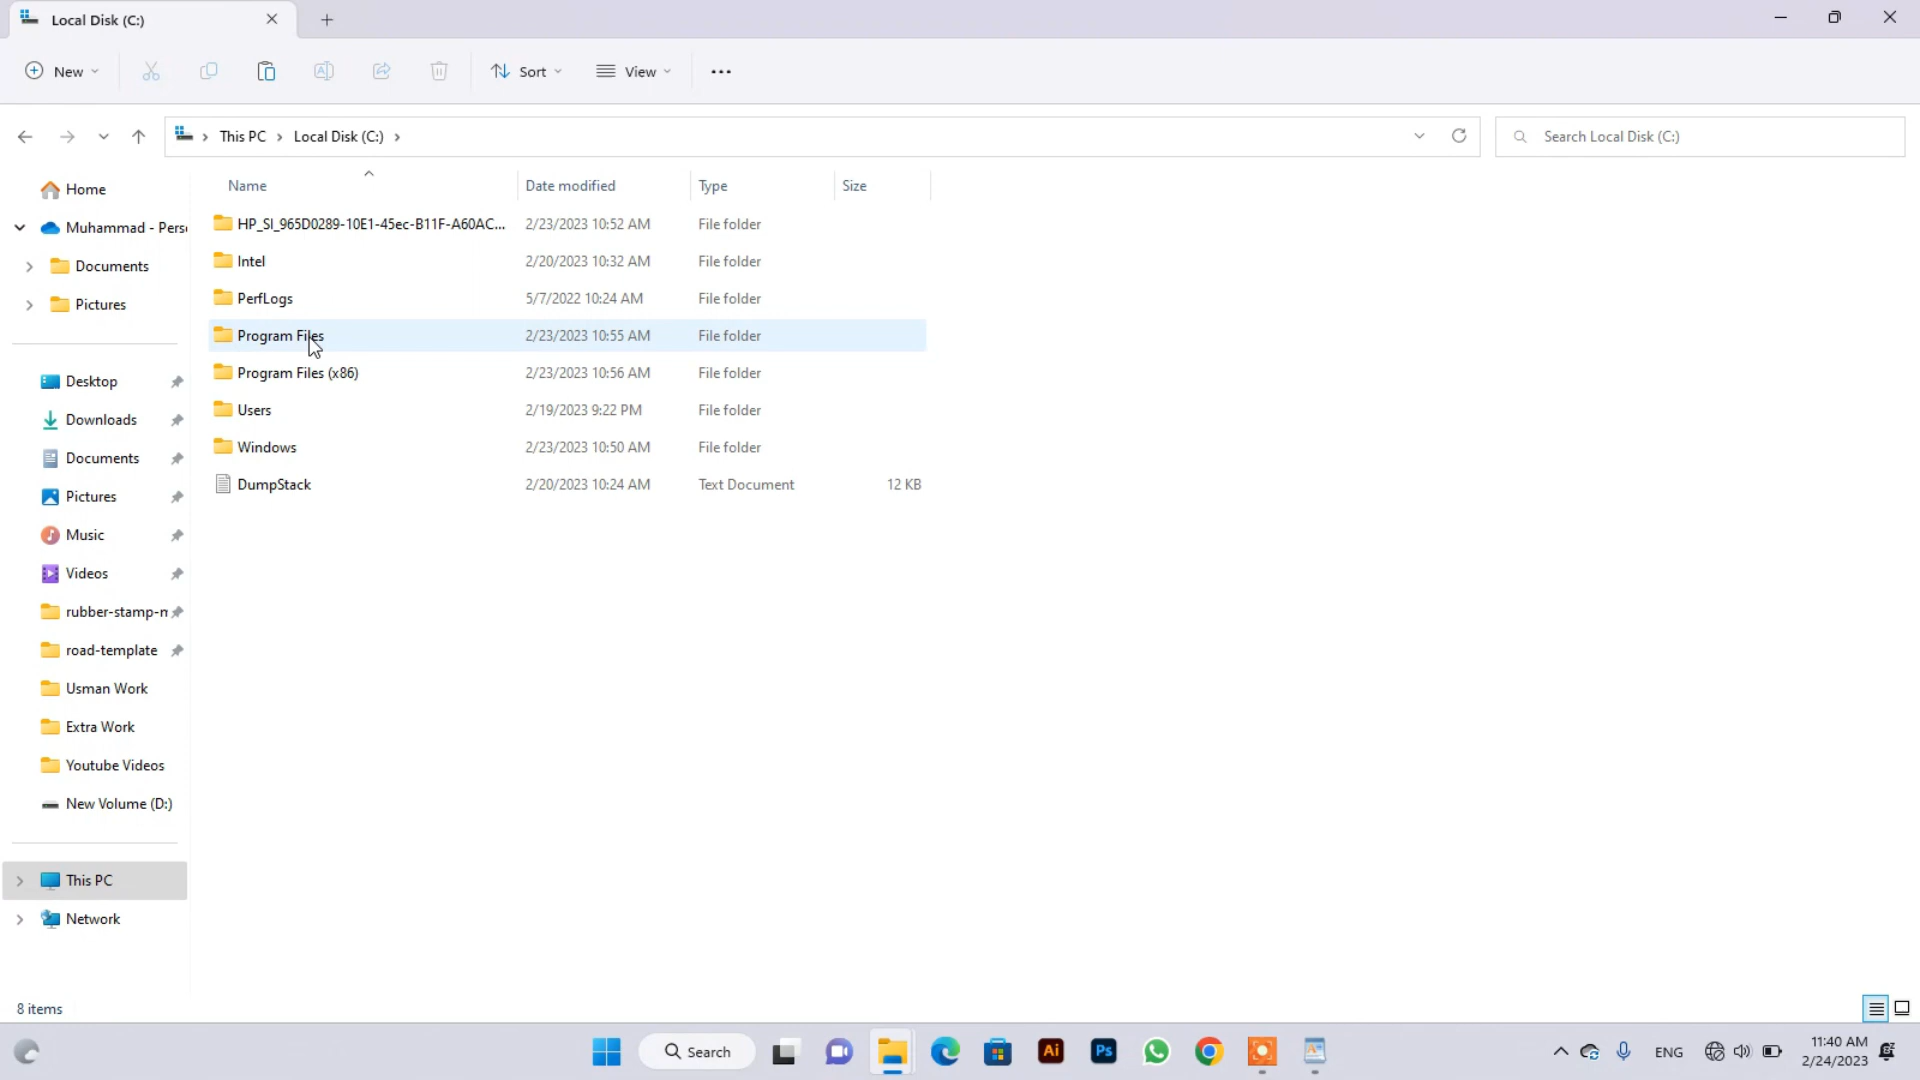 Local Disk (C:)
New
Sort
View
This PC
Local Disk (C:)
Search Local Disk (C:)
Name
Date modified
Type
Size
HP_SI_965D0289-10E1-45ec-B11F-A60AC... 2/23/2023 10:52 AM File folder
Intel 2/20/2023 10:32 AM File folder
PerfLogs 5/7/2022 10:24 AM File folder
Program Files 2/23/2023 10:55 AM File folder
Program Files (x86) 2/23/2023 10:56 AM File folder
Users 2/19/2023 9:22 PM File folder
Windows 2/23/2023 10:50 AM File folder
DumpStack 2/20/2023 10:24 AM Text Document 12 KB
Home
Muhammad - Pers
Documents
Pictures
Desktop
Downloads
Documents
Pictures
Music
Videos
rubber-stamp-m
road-template
Usman Work
Extra Work
Youtube Videos
New Volume (D:)
This PC
Network
8 items
Search
Ai
Ps
ENG
11:40 AM
2/24/2023